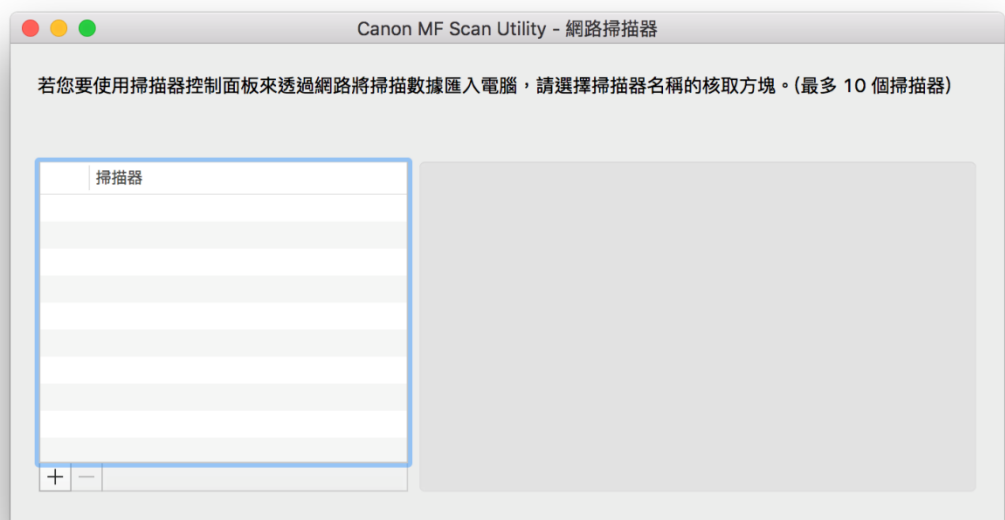 Canon MF Scan Utility - 網路掃描器
若您要使用掃描器控制面板來透過網路將掃描數據匯入電腦，請選擇掃描器名稱的核取方塊。(最多 10 個掃描器)
掃描器